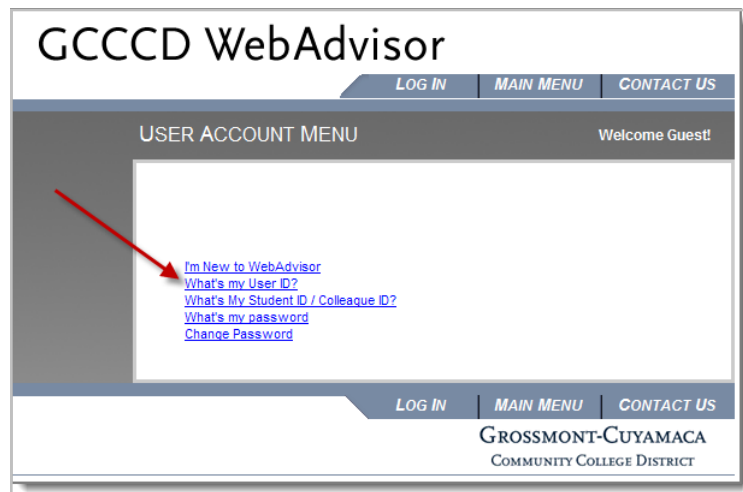 GCCCD WebAdvisor
LOG IN MAIN MENU CONTACT US
USER ACCOUNT MENU Welcome Guest!
I'm New to WebAdvisor
What's my User ID?
What's My Student ID / Colleague ID?
What's my password
Change Password
LOG IN MAIN MENU CONTACT US
GROSSMONT-CUYAMACA
COMMUNITY COLLEGE DISTRICT